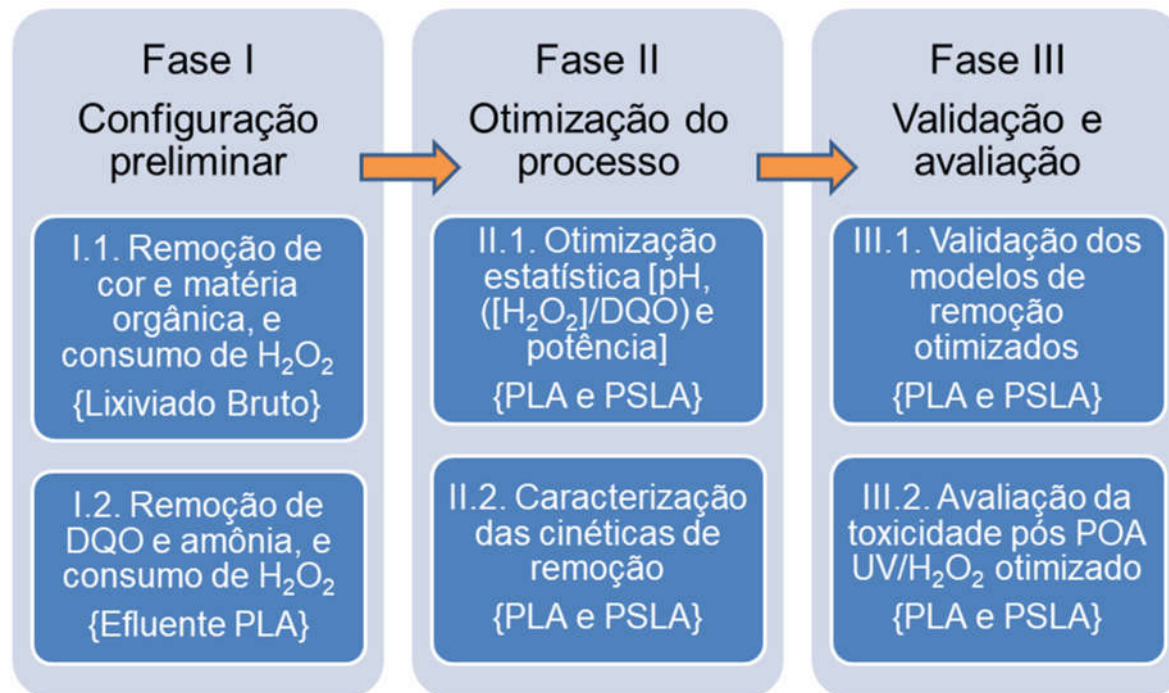 Fase I
Configuração
preliminar
I.1. Remoção de
cor e matéria
orgânica, e
consumo de H₂O₂
{Lixiviado Bruto}
I.2. Remoção de
DQO e amônia, e
consumo de H₂O₂
{Efluente PLA}
Fase II
Otimização do
processo
II.1. Otimização
estatística [pH,
([H₂O₂]/DQO) e
potência]
{PLA e PSLA}
II.2. Caracterização
das cinéticas de
remoção
{PLA e PSLA}
Fase III
Validação e
avaliação
III.1. Validação dos
modelos de
remoção
otimizados
{PLA e PSLA}
III.2. Avaliação da
toxicidade pós POA
UV/H₂O₂ otimizado
{PLA e PSLA}